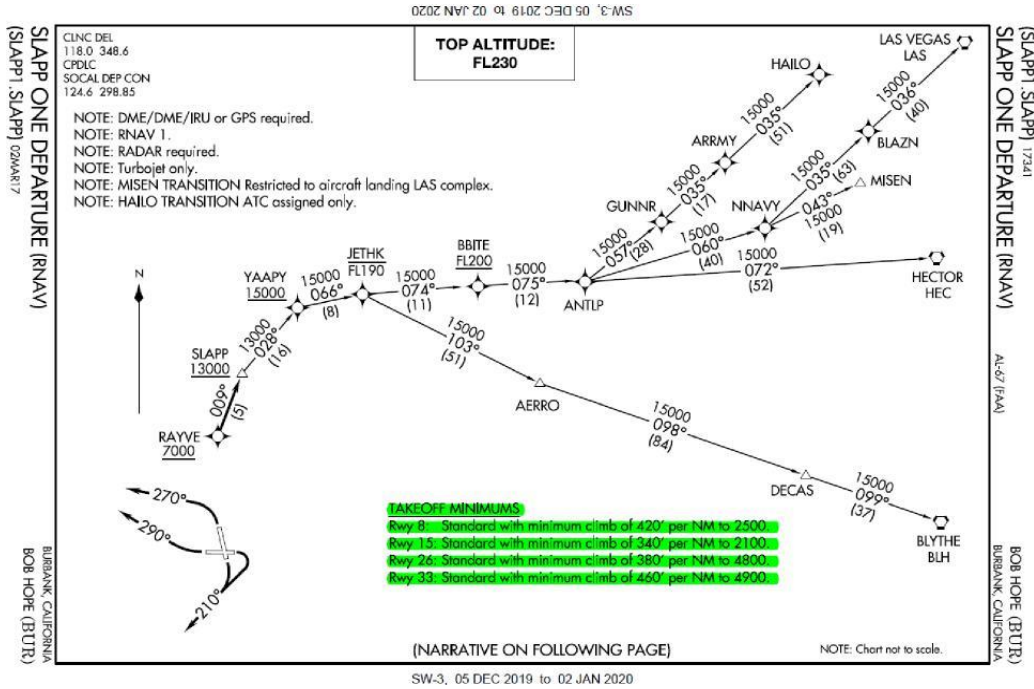 SW-3, 05 DEC 2019 to 02 JAN 2020
(SLAPP1.SLAPP) 02MAR17
SLAPP ONE DEPARTURE (RNAV)
BURBANK, CALIFORNIA
BOB HOPE (BUR)
CLNC DEL
118.0 348.6
CPDLC
SOCAL DEP CON
124.6 298.85
TOP ALTITUDE:
FL230
NOTE: DME/DME/IRU or GPS required.
NOTE: RNAV 1.
NOTE: RADAR required.
NOTE: Turbojet only.
NOTE: MISEN TRANSITION Restricted to aircraft landing LAS complex.
NOTE: HAILO TRANSITION ATC assigned only.
LAS VEGAS
LAS
15000
036°
(40)
BLAZN
15000
035°
(63)
MISEN
043°
15000
(19)
NNAVY
HAILO
15000
035°
(51)
ARRMY
15000
035°
(17)
GUNNR
15000
057°
(28)
15000
060°
(40)
15000
072°
(52)
HECTOR
HEC
ANTLP
15000
075°
(12)
BBITE
FL200
15000
074°
(11)
JETHK
FL190
15000
066°
(8)
YAAPY
15000
13000
028°
(16)
SLAPP
13000
009°
(5)
RAYVE
7000
N
15000
103°
(51)
AERRO
15000
098°
(84)
DECAS
15000
099°
(37)
BLYTHE
BLH
270°
290°
210°
TAKEOFF MINIMUMS
Rwy 8: Standard with minimum climb of 420' per NM to 2500.
Rwy 15: Standard with minimum climb of 340' per NM to 2100.
Rwy 26: Standard with minimum climb of 380' per NM to 4800.
Rwy 33: Standard with minimum climb of 460' per NM to 4900.
(NARRATIVE ON FOLLOWING PAGE)
NOTE: Chart not to scale.
(SLAPP1.SLAPP) 17341
SLAPP ONE DEPARTURE (RNAV)
AL-67 (FAA)
BOB HOPE (BUR)
BURBANK, CALIFORNIA
SW-3, 05 DEC 2019 to 02 JAN 2020